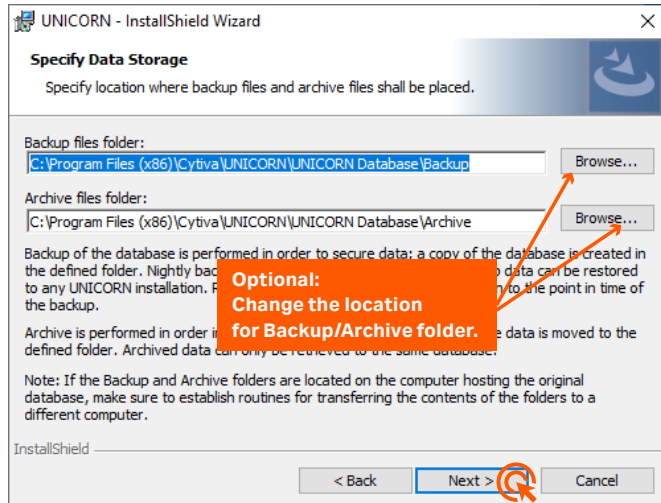 UNICORN - InstallShield Wizard
Specify Data Storage
Specify location where backup files and archive files shall be placed.
Backup files folder:
C:\Program Files (x86)\Cytiva\UNICORN\UNICORN Database\Backup
Browse...
Archive files folder:
C:\Program Files (x86)\Cytiva\UNICORN\UNICORN Database\Archive
Browse...
Backup of the database is performed in order to secure data: a copy of the database is created in
the defined folder. Nightly data can be restored
to any UNICORN installation. to the point in time of
the backup.
Optional:
Change the location
for Backup/Archive folder.
Archive is performed in order data is moved to the
defined folder. Archived data can only be retrieved to the same database.
Note: If the Backup and Archive folders are located on the computer hosting the original
database, make sure to establish routines for transferring the contents of the folders to a
different computer.
InstallShield
< Back
Next >
Cancel